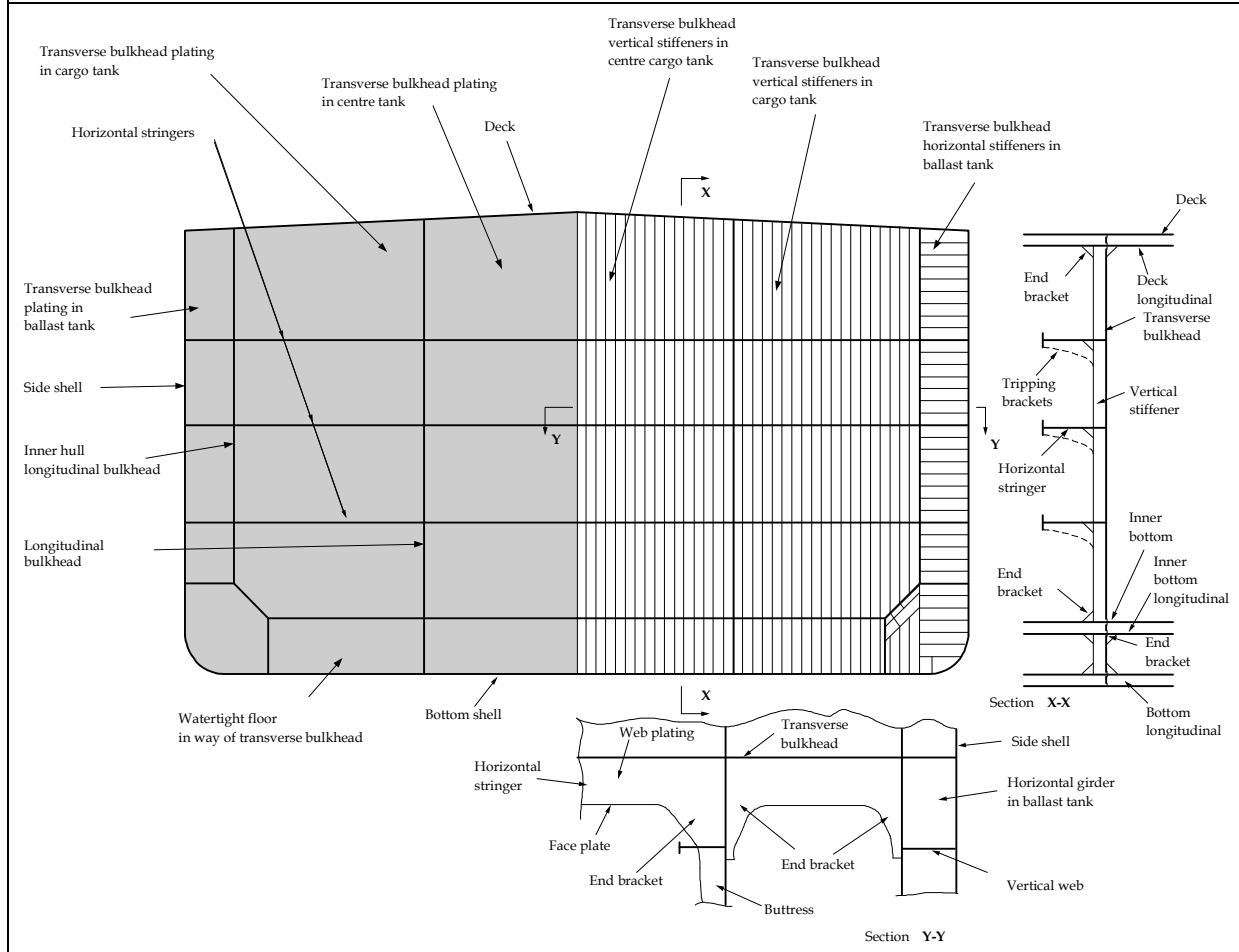 Transverse bulkhead plating
in cargo tank
Transverse bulkhead plating
in centre tank
Transverse bulkhead
vertical stiffeners in
centre cargo tank
Transverse bulkhead
vertical stiffeners in
cargo tank
Horizontal stringers
Deck
Transverse bulkhead
horizontal stiffeners in
ballast tank
X
Deck
End
bracket
Deck
longitudinal
Transverse
bulkhead
Transverse bulkhead
plating in
ballast tank
Side shell
Tripping
brackets
Vertical
stiffener
Y
Y
Inner hull
longitudinal bulkhead
Horizontal
stringer
Longitudinal
bulkhead
Inner
bottom
Inner
bottom
longitudinal
End
bracket
End
bracket
Section X-X
Bottom
longitudinal
Watertight floor
in way of transverse bulkhead
Bottom shell
X
Web plating
Transverse
bulkhead
Side shell
Horizontal
stringer
Horizontal girder
in ballast tank
Face plate
End bracket
End bracket
Vertical web
Buttress
Section Y-Y